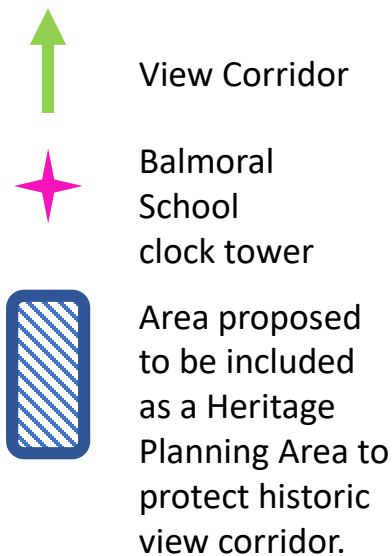 View Corridor
Balmoral
School
clock tower
Area proposed
to be included
as a Heritage
Planning Area to
protect historic
view corridor.